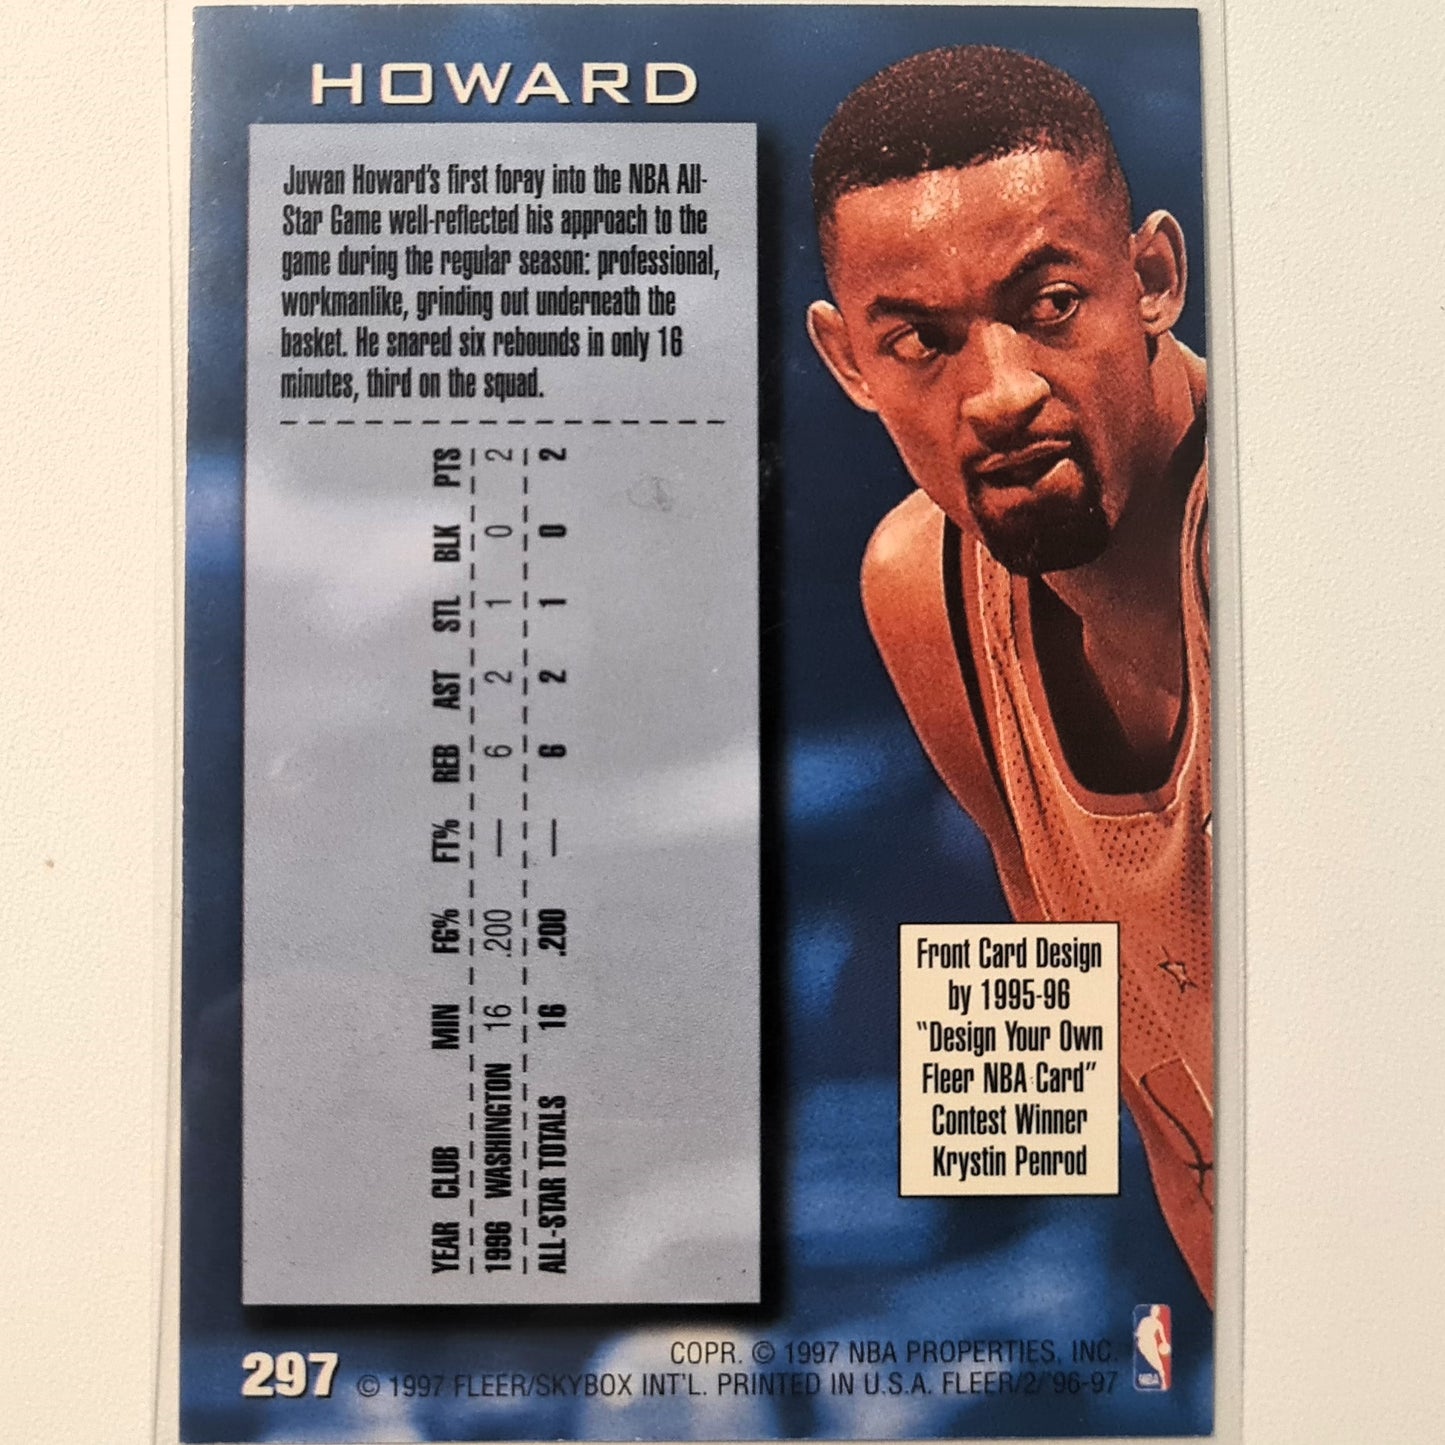 HOWARD
Juwan Howard's first foray into the NBA All-
Star Game well-reflected his approach to the
game during the regular season: professional,
workmanlike, grinding out underneath the
basket. He snared six rebounds in only 16
minutes, third on the squad.
YEAR CLUB MIN FG% FT% REB AST STL BLK PTS
1996 WASHINGTON 16 .200 — 6 2 1 0 2
ALL-STAR TOTALS 16 .200 — 6 2 1 0 2
Front Card Design
by 1995-96
"Design Your Own
Fleer NBA Card"
Contest Winner
Krystin Penrod
297
COPR. © 1997 NBA PROPERTIES, INC.
© 1997 FLEER/SKYBOX INT'L. PRINTED IN U.S.A. FLEER/2/'96-97
NBA